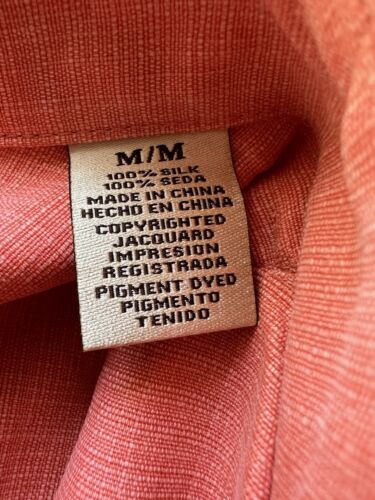 M/M
100% SILK
100% SEDA
MADE IN CHINA
HECHO EN CHINA
COPYRIGHTED
JACQUARD
IMPRESION
REGISTRADA
PIGMENT DYED
PIGMENTO
TENIDO